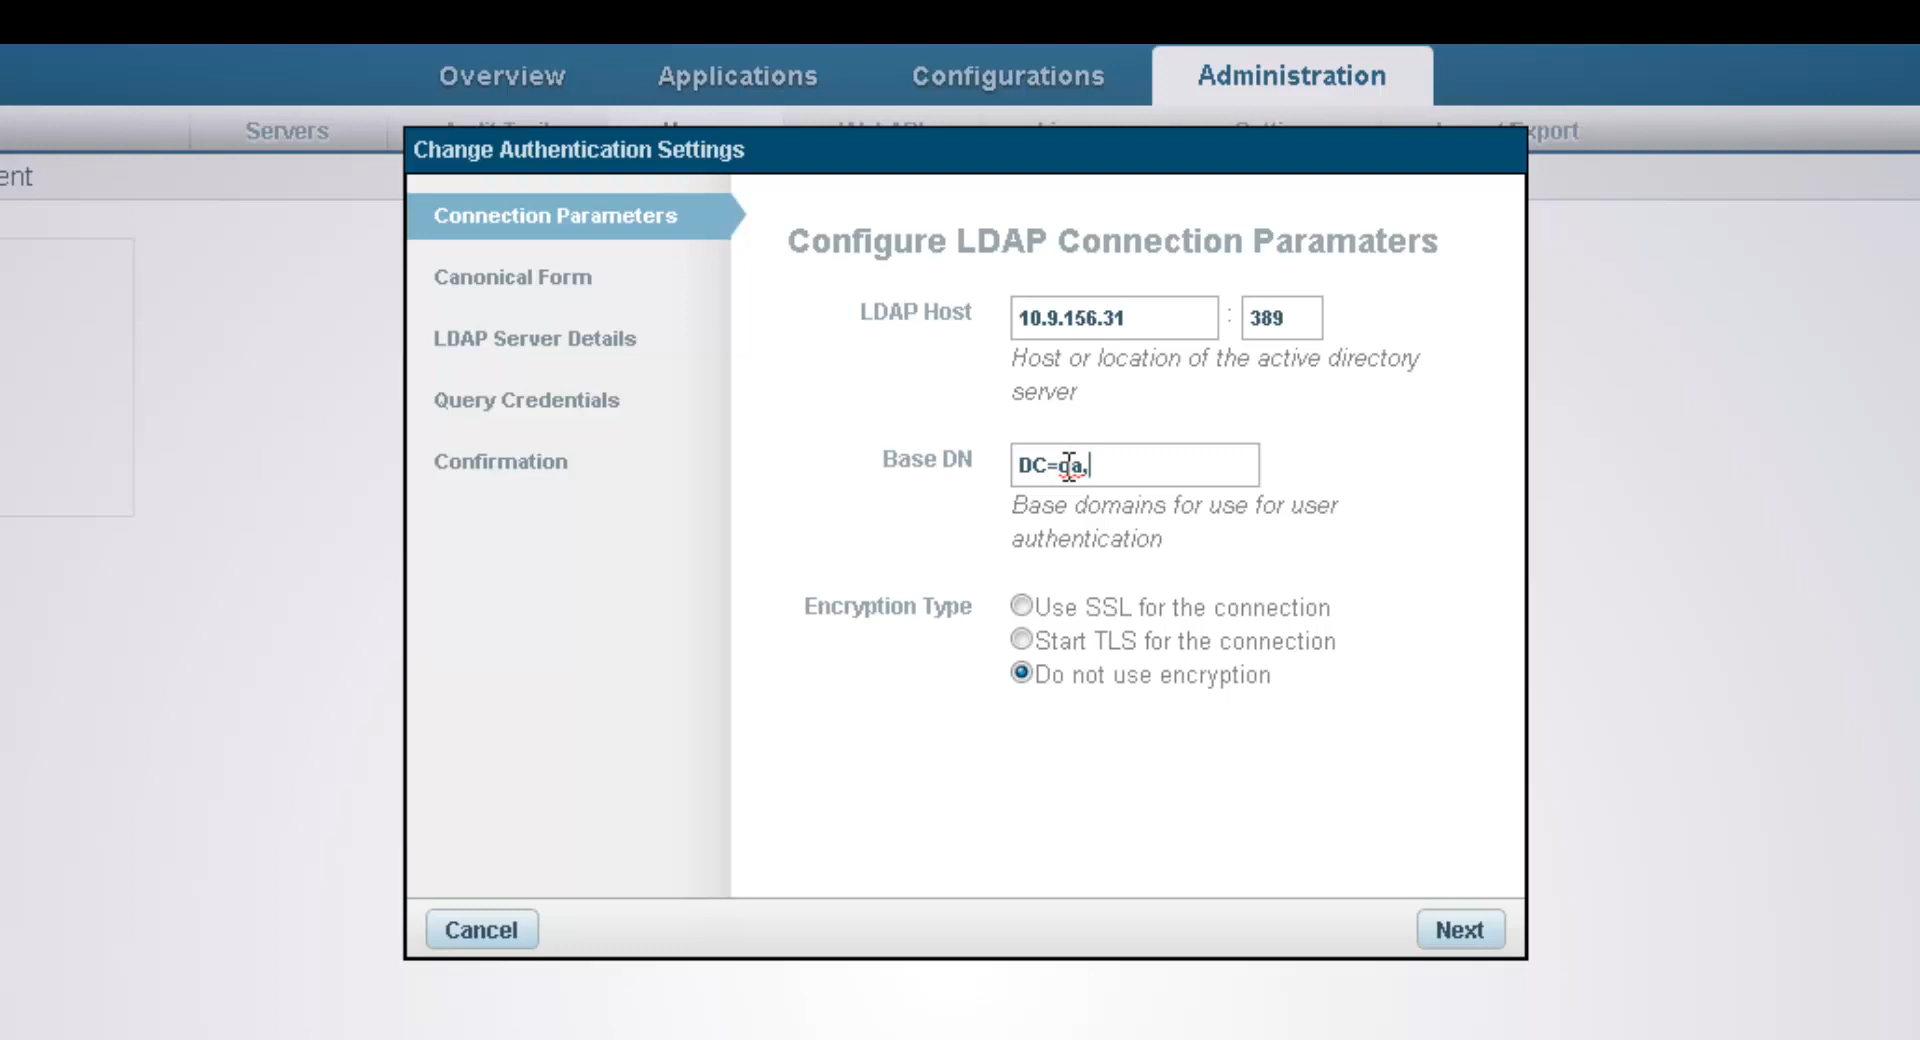 Overview Applications Configurations Administration
Servers
Change Authentication Settings
ent
Connection Parameters
Canonical Form
LDAP Server Details
Query Credentials
Confirmation
Configure LDAP Connection Paramaters
LDAP Host 10.9.156.31 : 389
Host or location of the active directory
server
Base DN DC=qa,
Base domains for use for user
authentication
Encryption Type Use SSL for the connection
Start TLS for the connection
Do not use encryption
Cancel Next